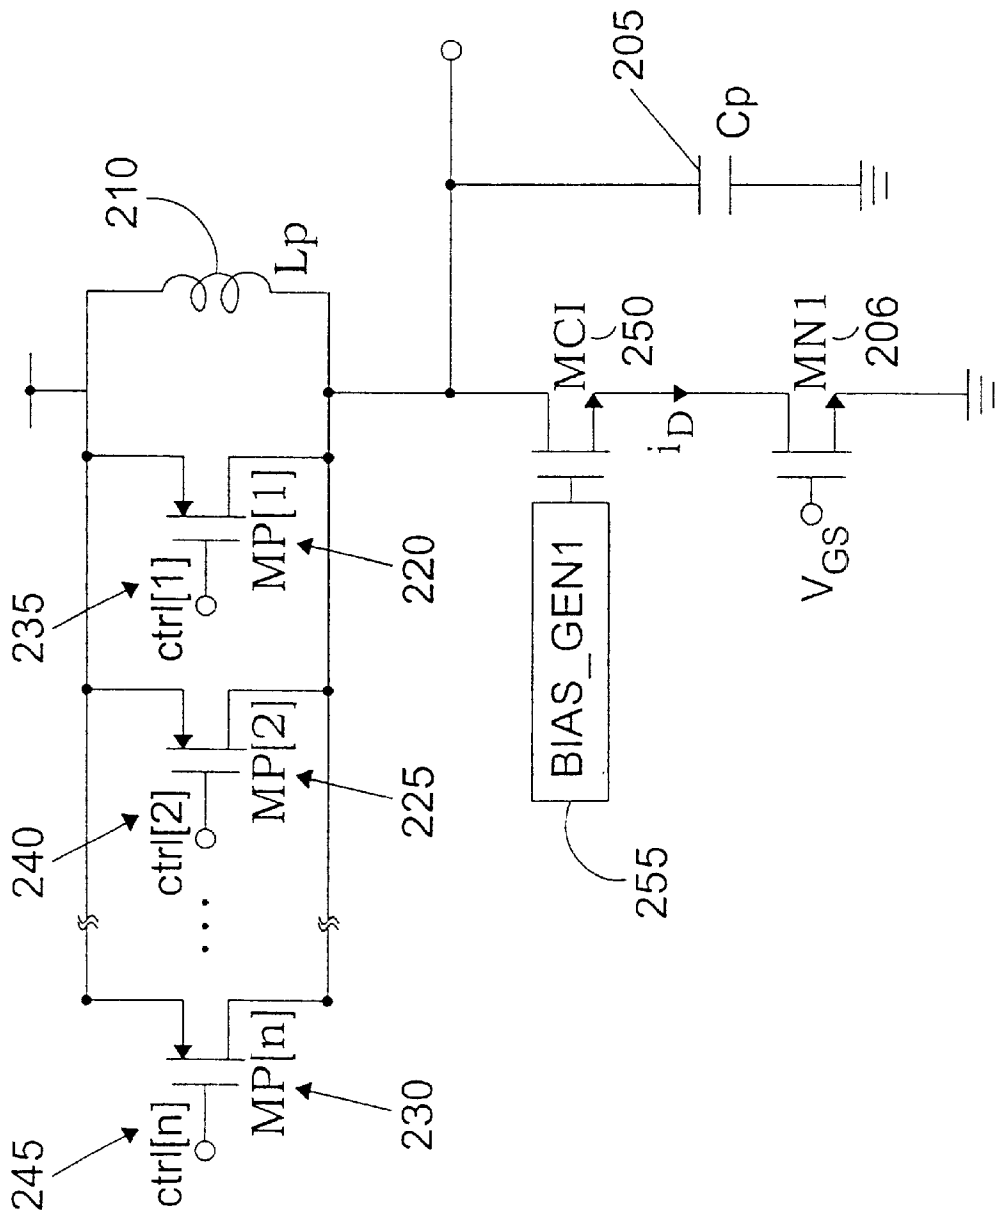 245
ctrl[n]
MP[n]
230
240
ctrl[2]
MP[2]
225
235
ctrl[1]
MP[1]
220
210
Lp
205
Cp
MCI
250
iD
MN1
206
VGS
BIAS_GEN1
255